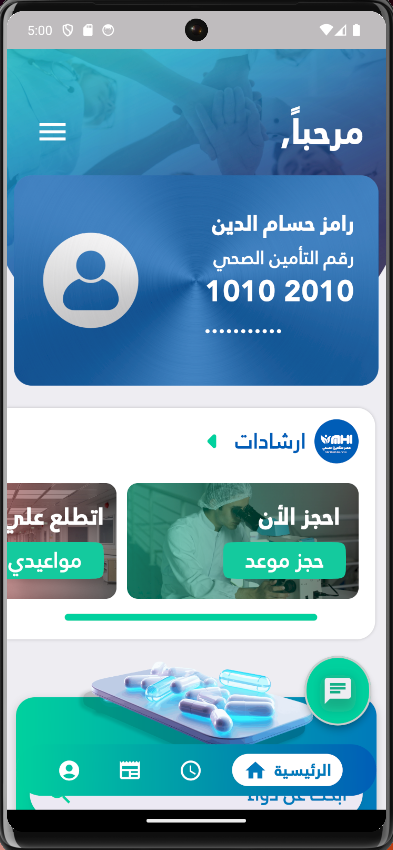 5:00
مرحباً,
رامز حسام الدين
رقم التأمين الصحي
1010 2010
...........
ارشادات
MHI
احجز الأن
حجز موعد
اتطلع علي
مواعيدي
الرئيسية
ابحث عن دواء